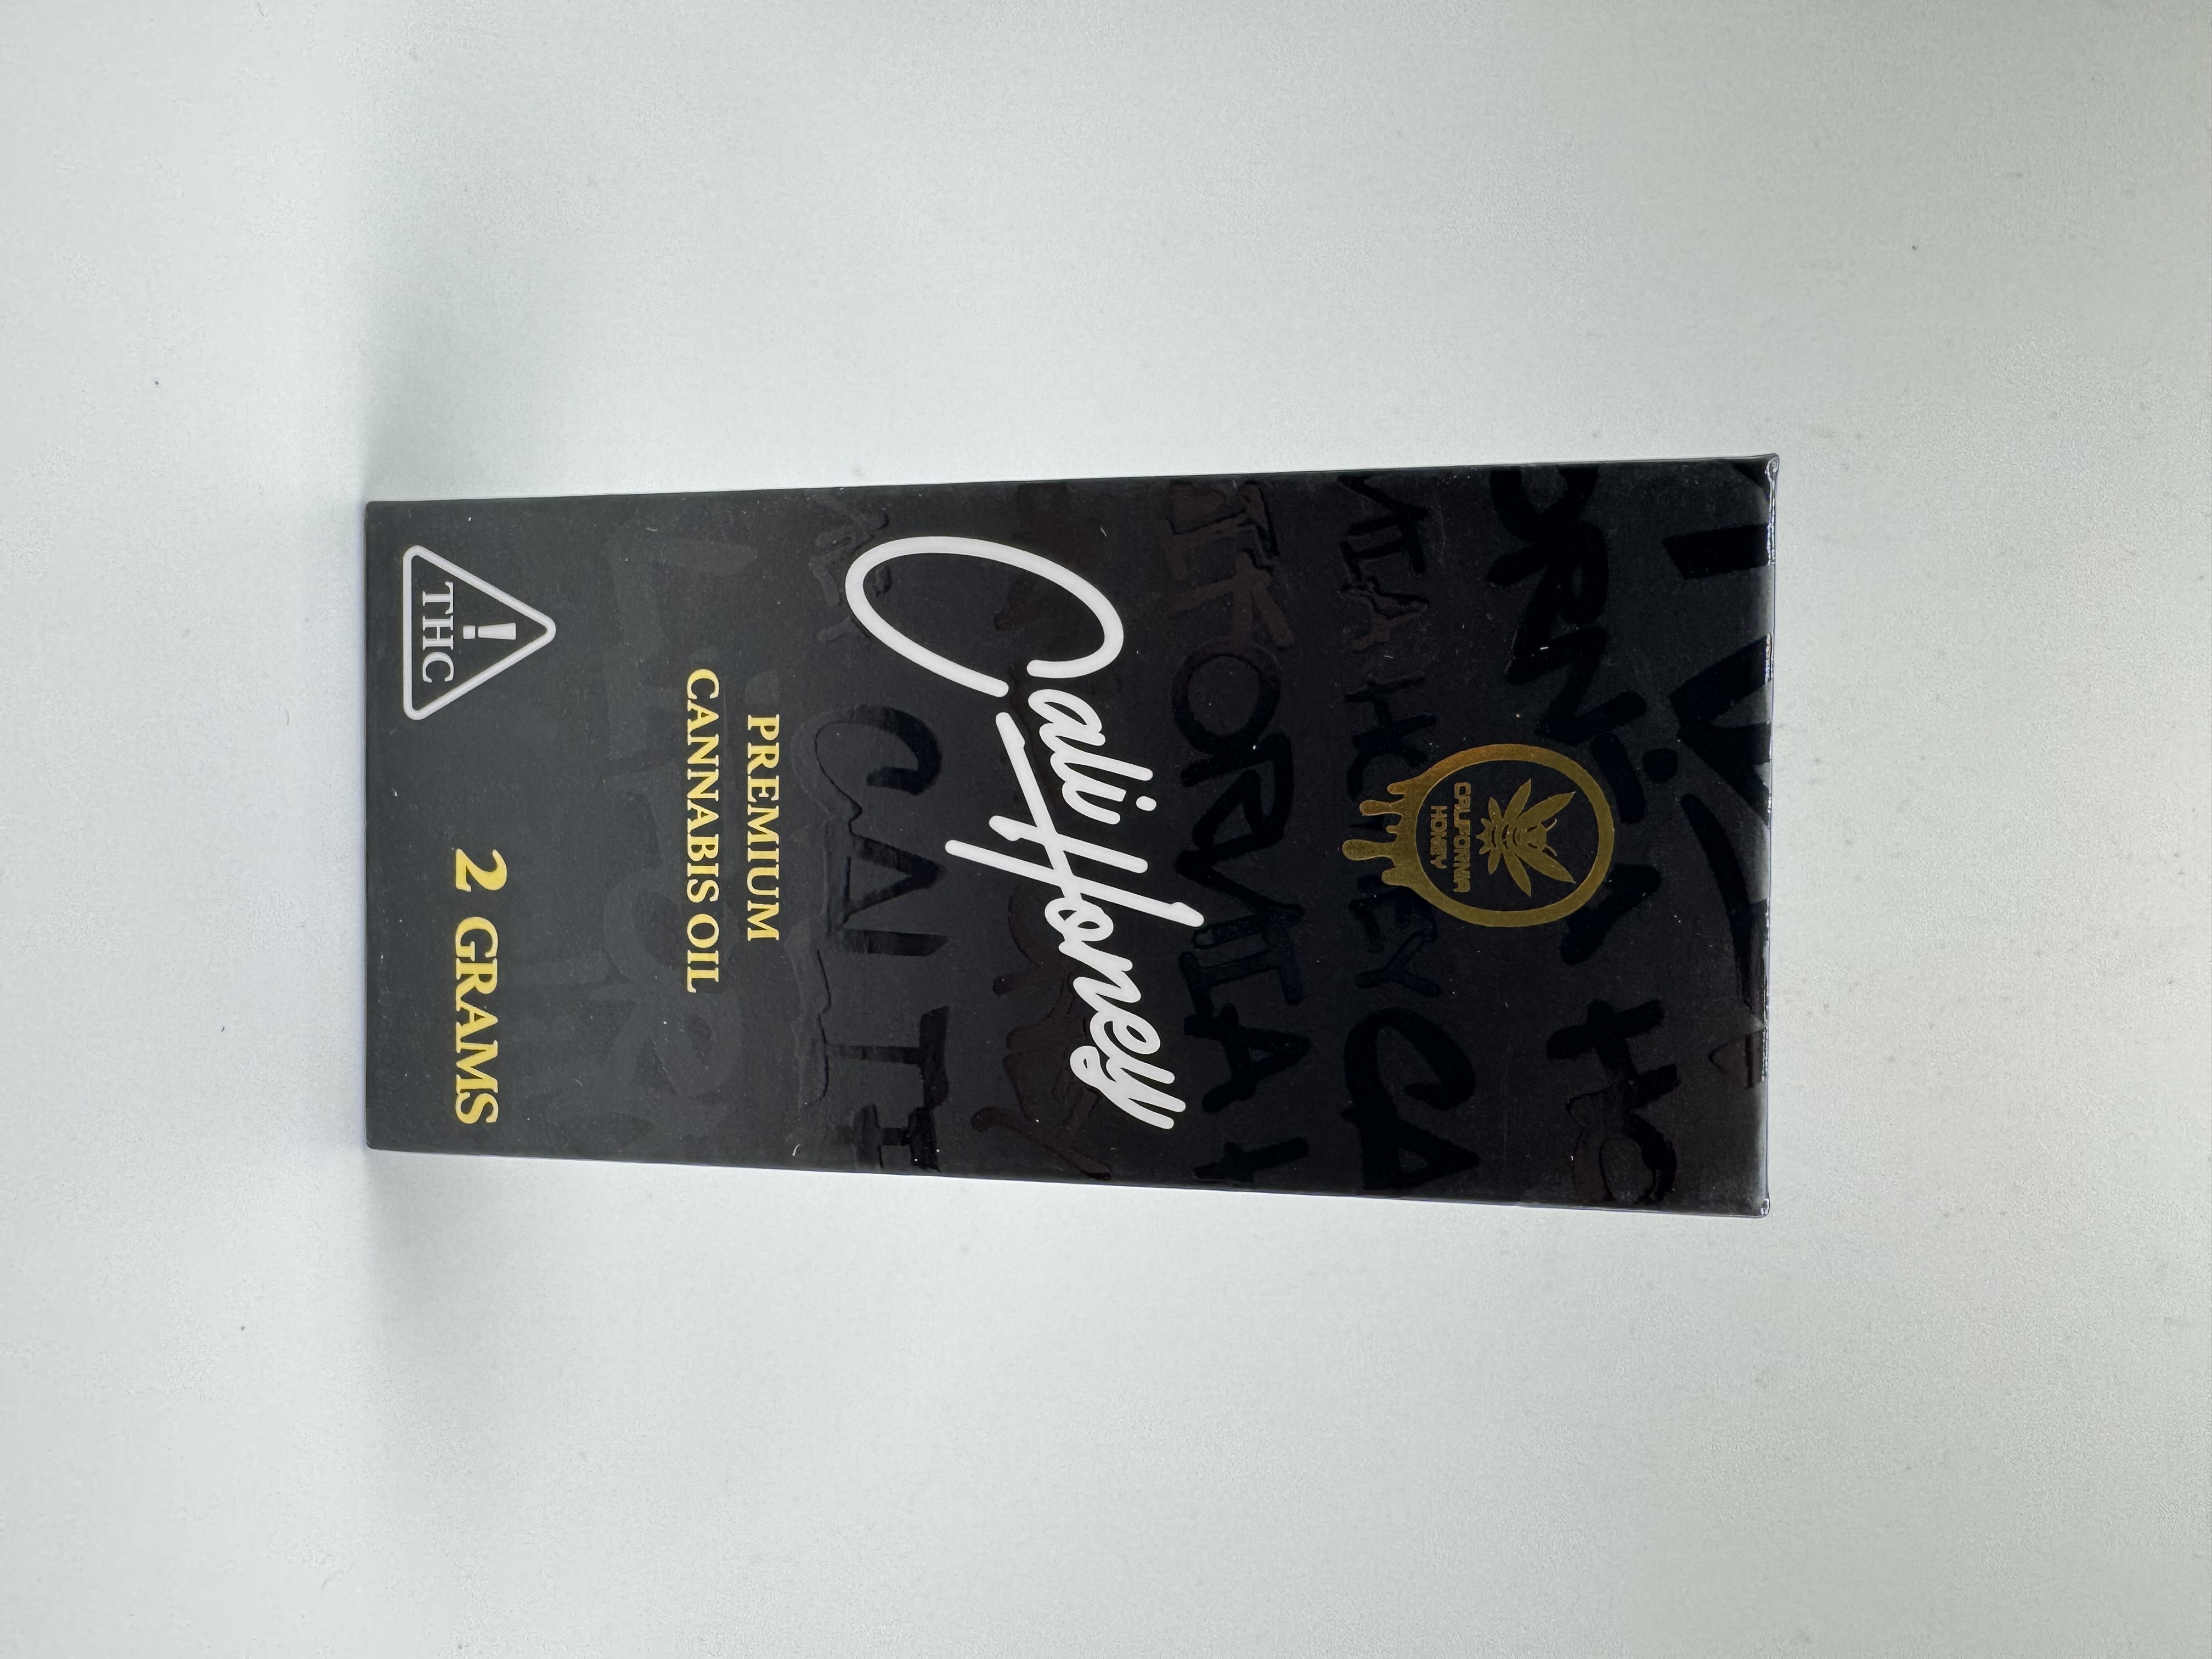 CALIFORNIA
HONEY
Cali Honey
PREMIUM
CANNABIS OIL
!
THC
2 GRAMS